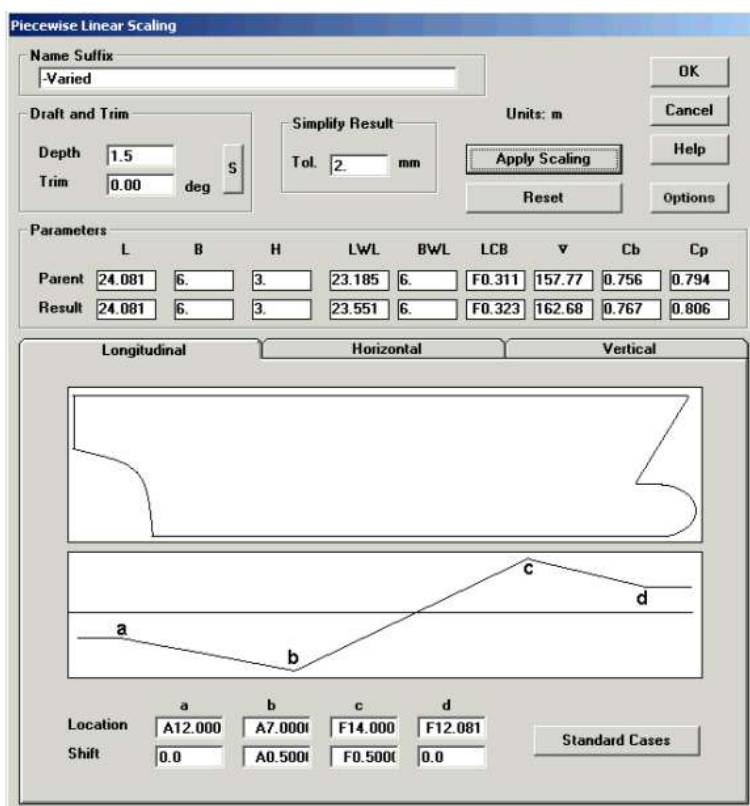 Piecewise Linear Scaling
Name Suffix
-Varied
OK
Draft and Trim
Depth 1.5
Trim 0.00 deg
S
Simplify Result
Tol. 2. mm
Units: m
Cancel
Apply Scaling
Help
Reset
Options
Parameters
L B H LWL BWL LCB ∇ Cb Cp
Parent 24.081 6. 3. 23.185 6. F0.311 157.77 0.756 0.794
Result 24.081 6. 3. 23.551 6. F0.323 162.68 0.767 0.806
Longitudinal Horizontal Vertical
a
b
c
d
a b c d
Location A12.000 A7.000( F14.000 F12.081
Shift 0.0 A0.500( F0.500( 0.0
Standard Cases